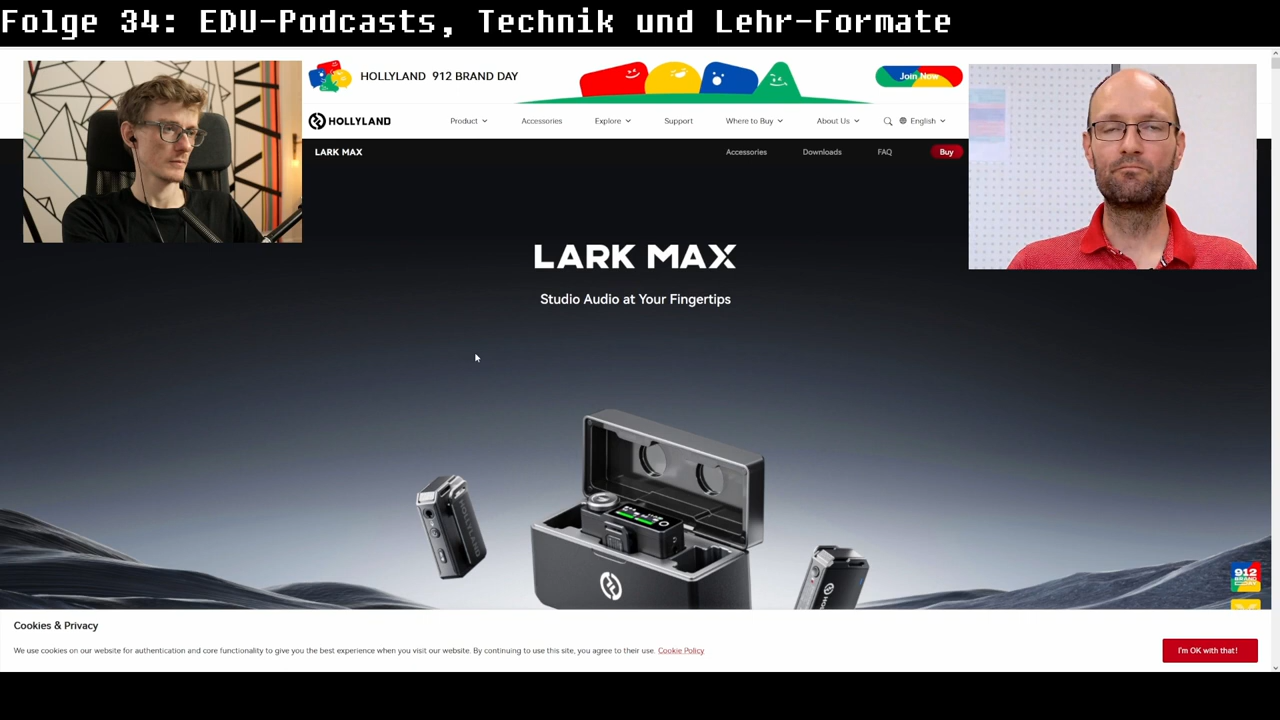 Folge 34: EDU-Podcasts, Technik und Lehr-Formate
HOLLYLAND 912 BRAND DAY
Join Now
HOLLYLAND
Product
Accessories
Explore
Support
Where to Buy
About Us
English
LARK MAX
Accessories
Downloads
FAQ
Buy
LARK MAX
Studio Audio at Your Fingertips
HOLLYLAND
912
BRAND
DAY
Cookies & Privacy
We use cookies on our website for authentication and core functionality to give you the best experience when you visit our website. By continuing to use this site, you agree to their use. Cookie Policy
I'm OK with that!